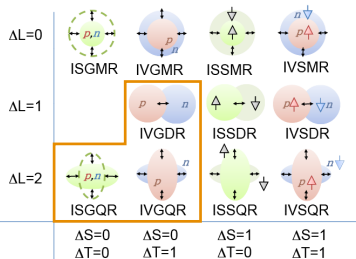 ΔL=0
p,n
p
n
p
n
ISGMR IVGMR ISSMR IVSMR
ΔL=1
p
n
p
n
IVGDR ISSDR IVSDR
ΔL=2
p,n
p
n
p
n
ISGQR IVGQR ISSQR IVSQR
ΔS=0 ΔS=0 ΔS=1 ΔS=1
ΔT=0 ΔT=1 ΔT=0 ΔT=1